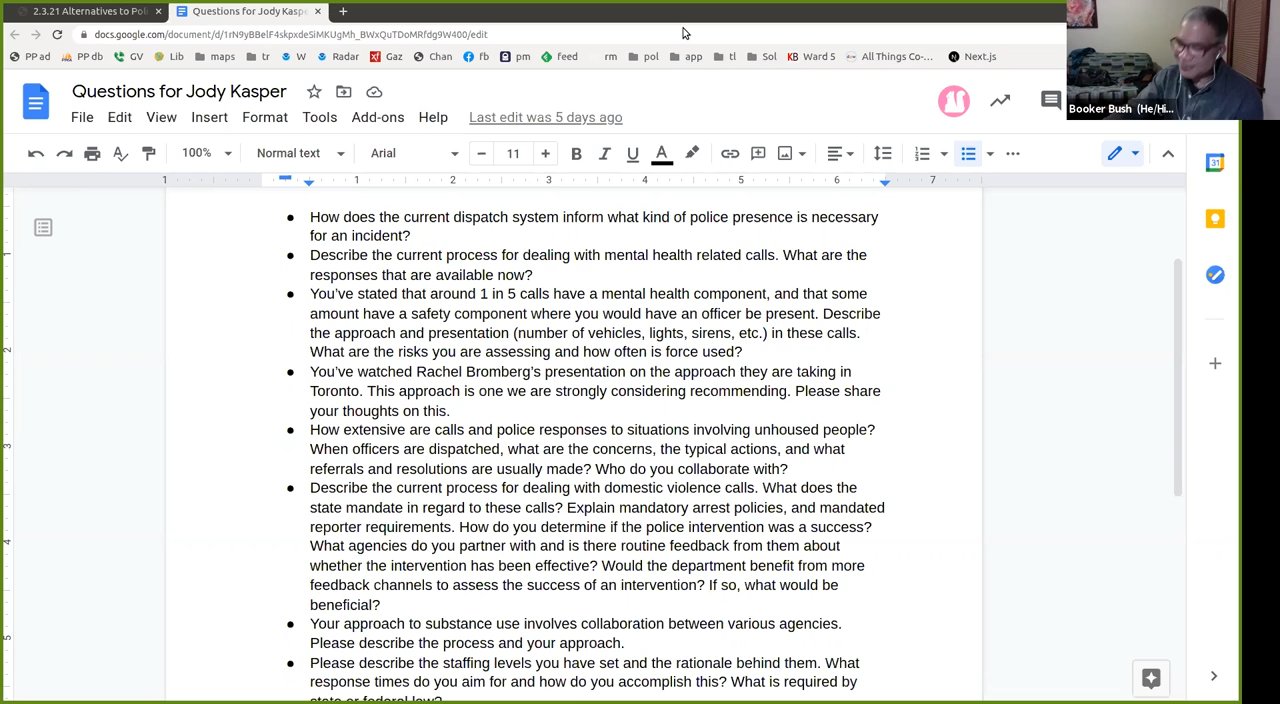 2.3.21 Alternatives to Pol
Questions for Jody Kaspe
docs.google.com/document/d/1rN9yBBelF4skpxdeSiMKUgMh_BWxQuTDoMRfdg9W400/edit
PP ad PP db GV Lib maps tr W Radar Gaz Chan fb pm feed rm pol app tl Sol KB Ward 5 All Things Co-... Next.js
Booker Bush (He/Hi...
Questions for Jody Kasper
File Edit View Insert Format Tools Add-ons Help Last edit was 5 days ago
100% Normal text Arial 11
1 1 2 3 4 5 6 7
How does the current dispatch system inform what kind of police presence is necessary
for an incident?
Describe the current process for dealing with mental health related calls. What are the
responses that are available now?
You’ve stated that around 1 in 5 calls have a mental health component, and that some
amount have a safety component where you would have an officer be present. Describe
the approach and presentation (number of vehicles, lights, sirens, etc.) in these calls.
What are the risks you are assessing and how often is force used?
You’ve watched Rachel Bromberg’s presentation on the approach they are taking in
Toronto. This approach is one we are strongly considering recommending. Please share
your thoughts on this.
How extensive are calls and police responses to situations involving unhoused people?
When officers are dispatched, what are the concerns, the typical actions, and what
referrals and resolutions are usually made? Who do you collaborate with?
Describe the current process for dealing with domestic violence calls. What does the
state mandate in regard to these calls? Explain mandatory arrest policies, and mandated
reporter requirements. How do you determine if the police intervention was a success?
What agencies do you partner with and is there routine feedback from them about
whether the intervention has been effective? Would the department benefit from more
feedback channels to assess the success of an intervention? If so, what would be
beneficial?
Your approach to substance use involves collaboration between various agencies.
Please describe the process and your approach.
Please describe the staffing levels you have set and the rationale behind them. What
response times do you aim for and how do you accomplish this? What is required by
state or federal law?